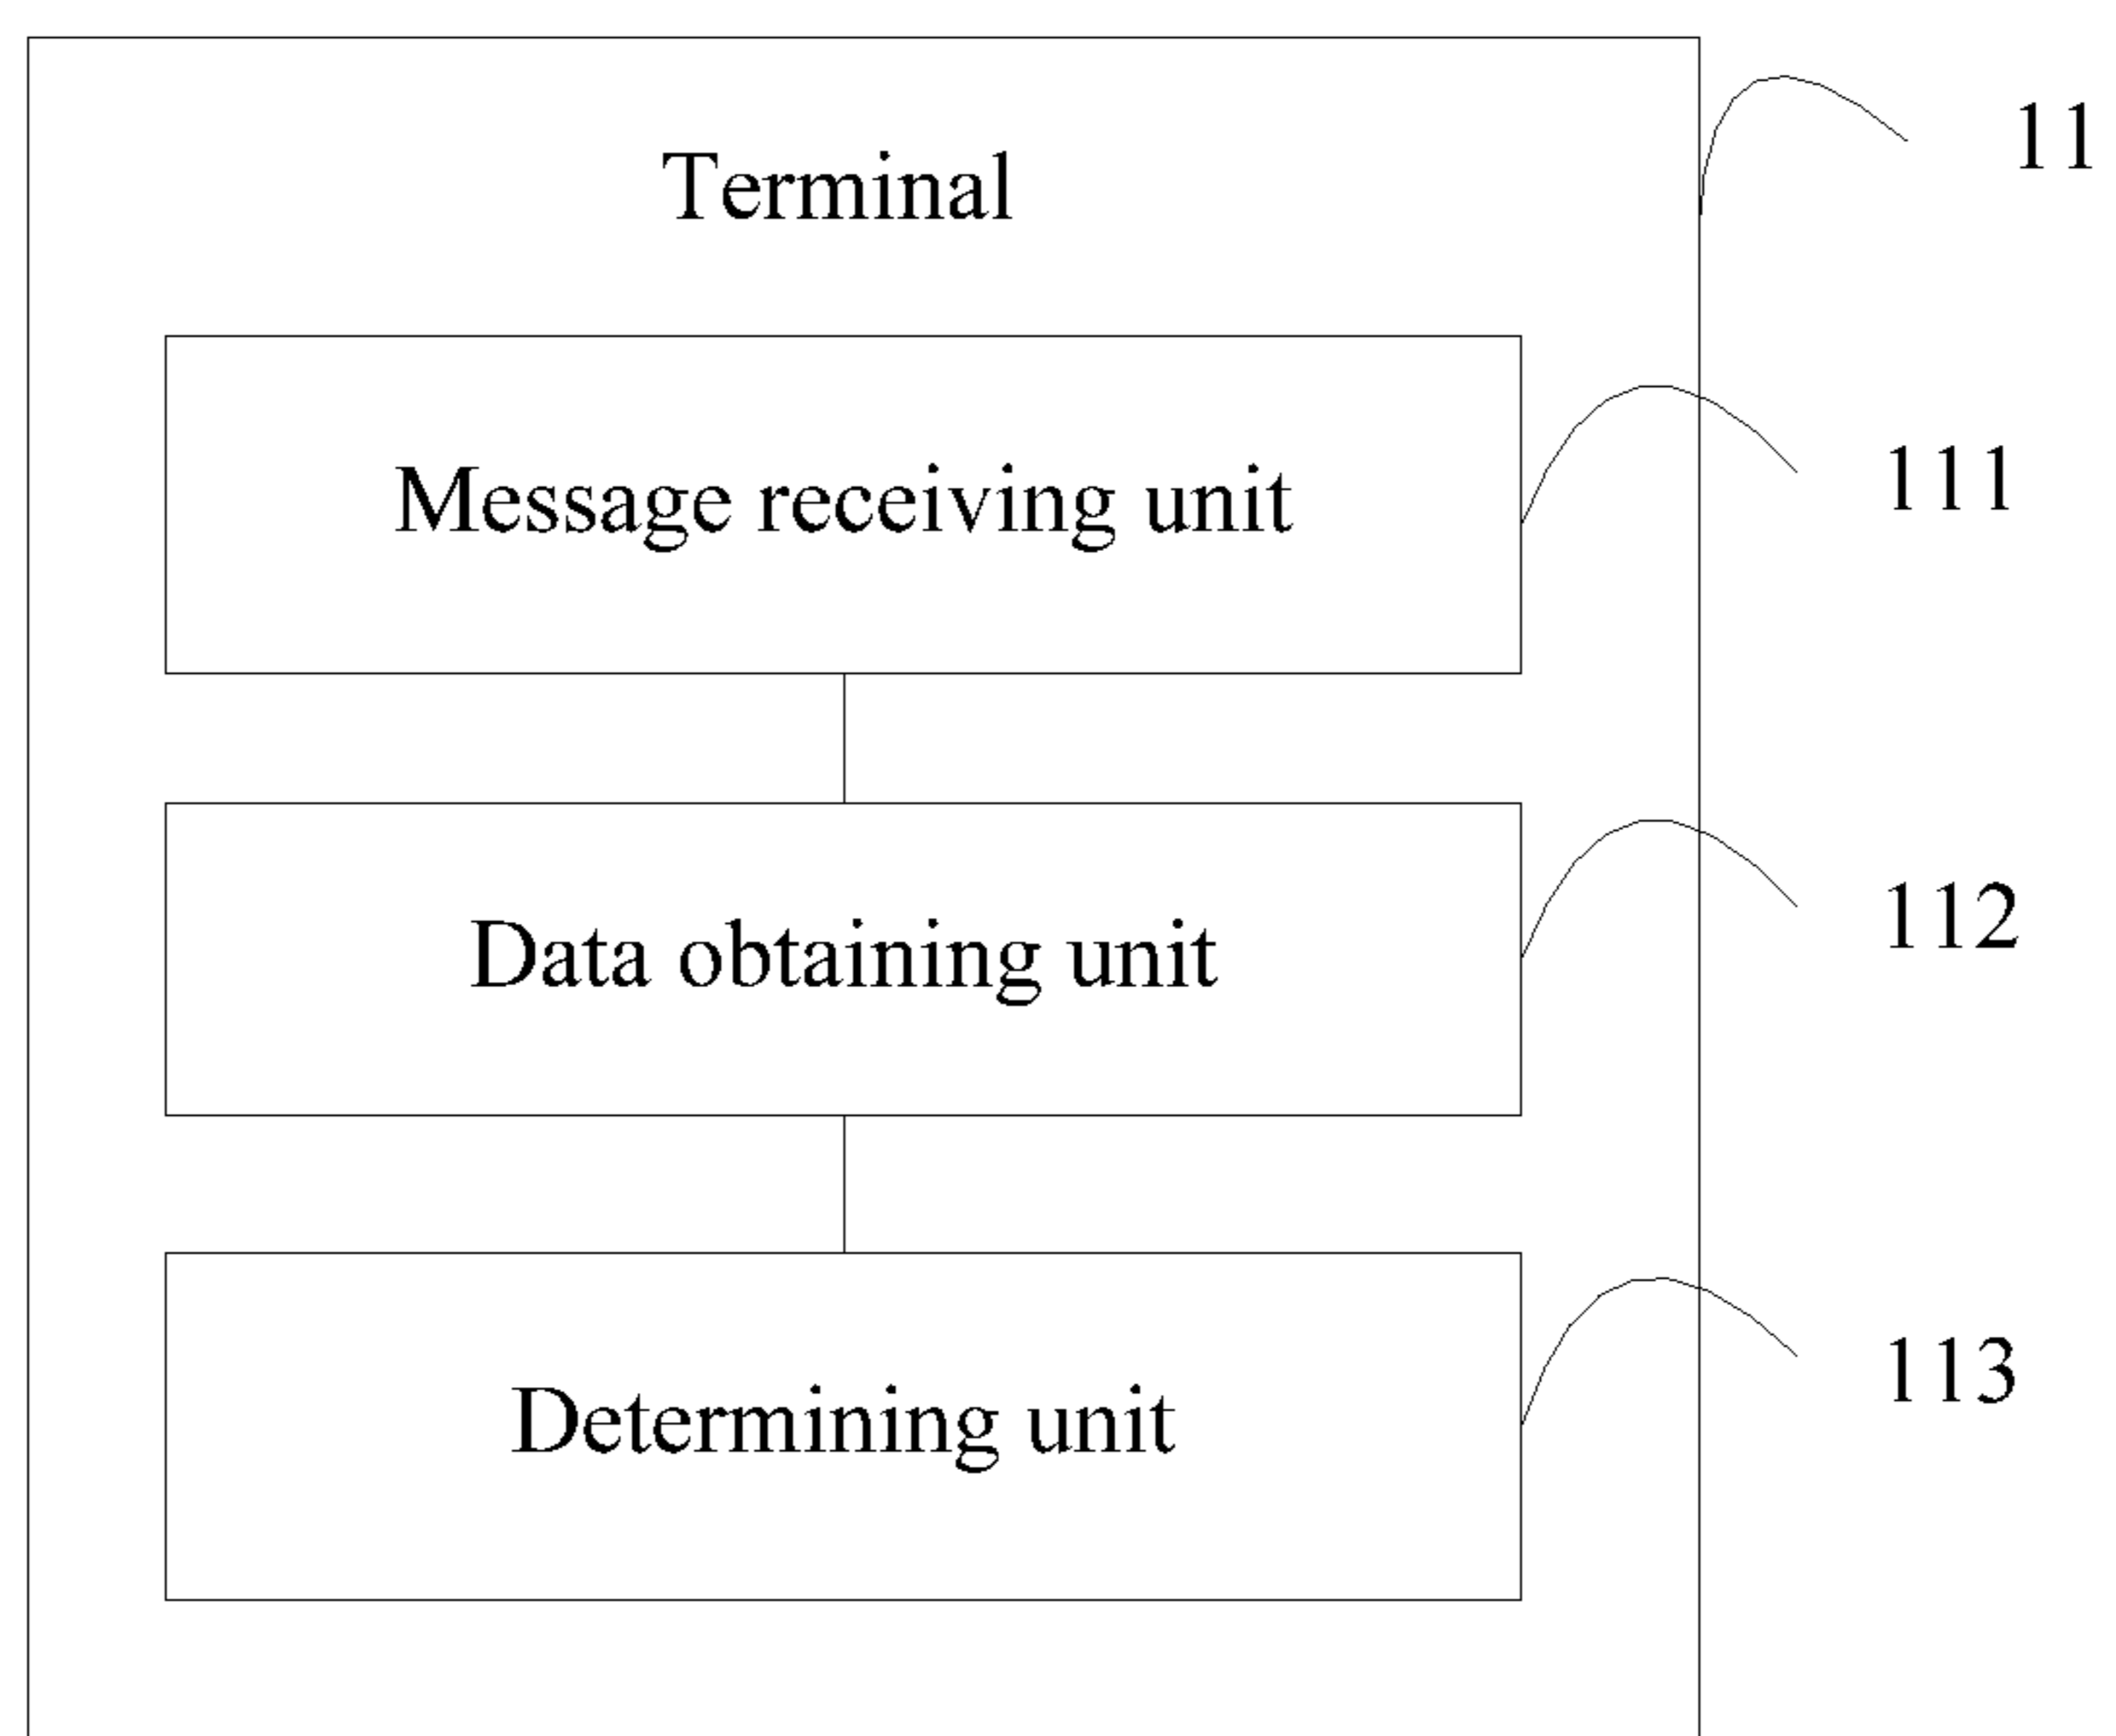 Terminal
11
Message receiving unit
111
Data obtaining unit
112
Determining unit
113